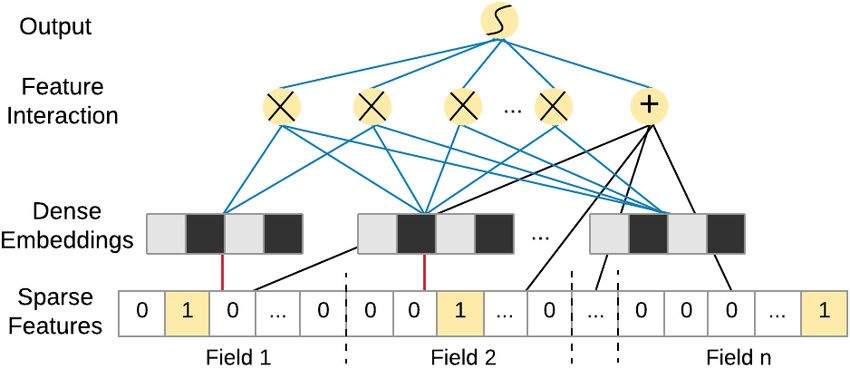 Output
Feature
Interaction
...
+
Dense
Embeddings
...
Sparse
Features
0 1 0 ... 0 0 0 1 ... 0 ... 0 0 0 ... 1
Field 1
Field 2
Field n